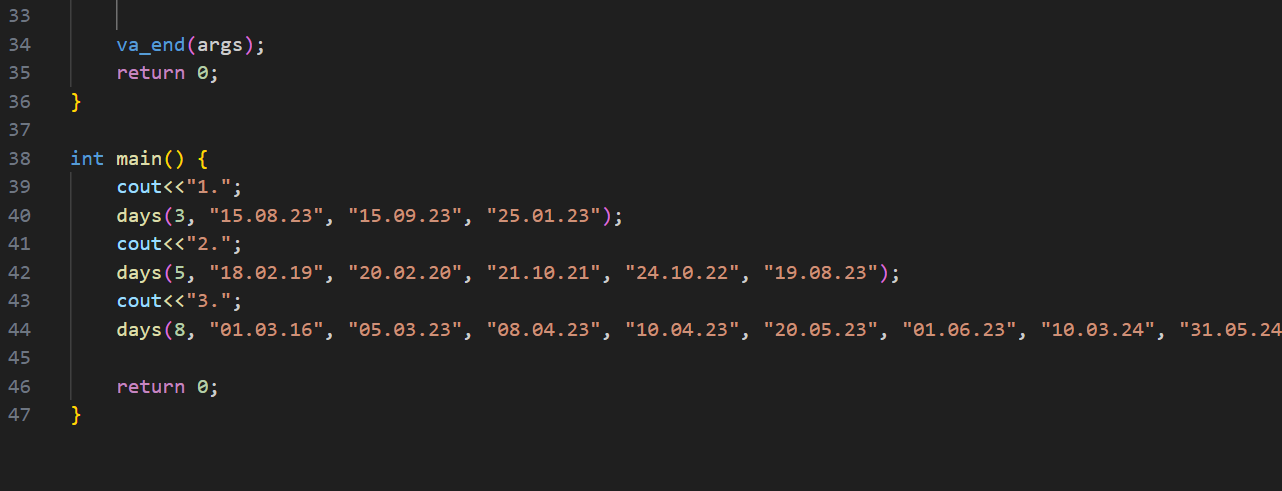 33
34 va_end(args);
35 return 0;
36 }
37
38 int main() {
39 cout<<"1.";
40 days(3, "15.08.23", "15.09.23", "25.01.23");
41 cout<<"2.";
42 days(5, "18.02.19", "20.02.20", "21.10.21", "24.10.22", "19.08.23");
43 cout<<"3.";
44 days(8, "01.03.16", "05.03.23", "08.04.23", "10.04.23", "20.05.23", "01.06.23", "10.03.24", "31.05.24
45
46 return 0;
47 }